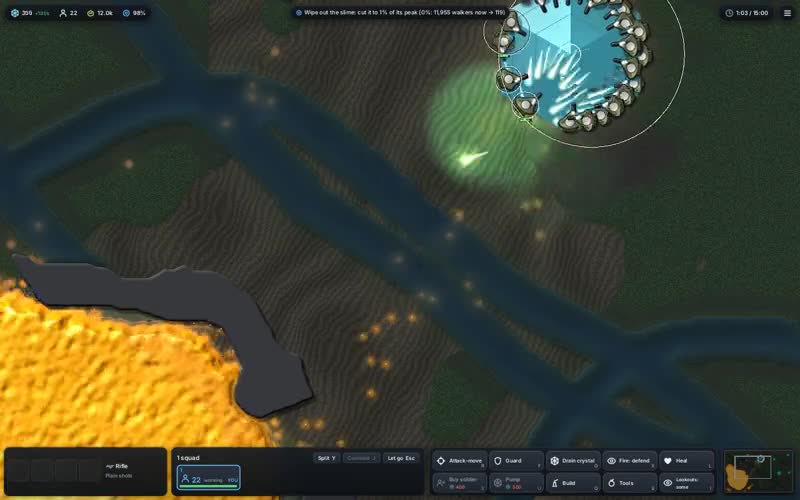 22 12.0k 98%
Wipe out the slime: cut it to 1% of its peak (0%: 11,955 walkers now → 119)
1:03 / 15:00
Rifle
Plain shots
1 squad
Split Y
Let go Esc
22 YOU
Attack-move
Guard
Drain crystal
Fire: defend
Heal
Buy soldier
Pump
Build
Tools
Lookouts: some